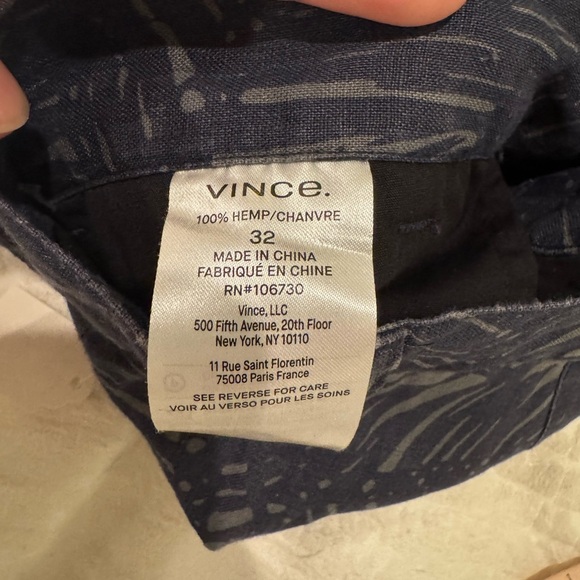 VINCE.
100% HEMP/CHANVRE
32
MADE IN CHINA
FABRIQUÉ EN CHINE
RN#106730
Vince, LLC
500 Fifth Avenue, 20th Floor
New York, NY 10110
11 Rue Saint Florentin
75008 Paris France
SEE REVERSE FOR CARE
VOIR AU VERSO POUR LES SOINS